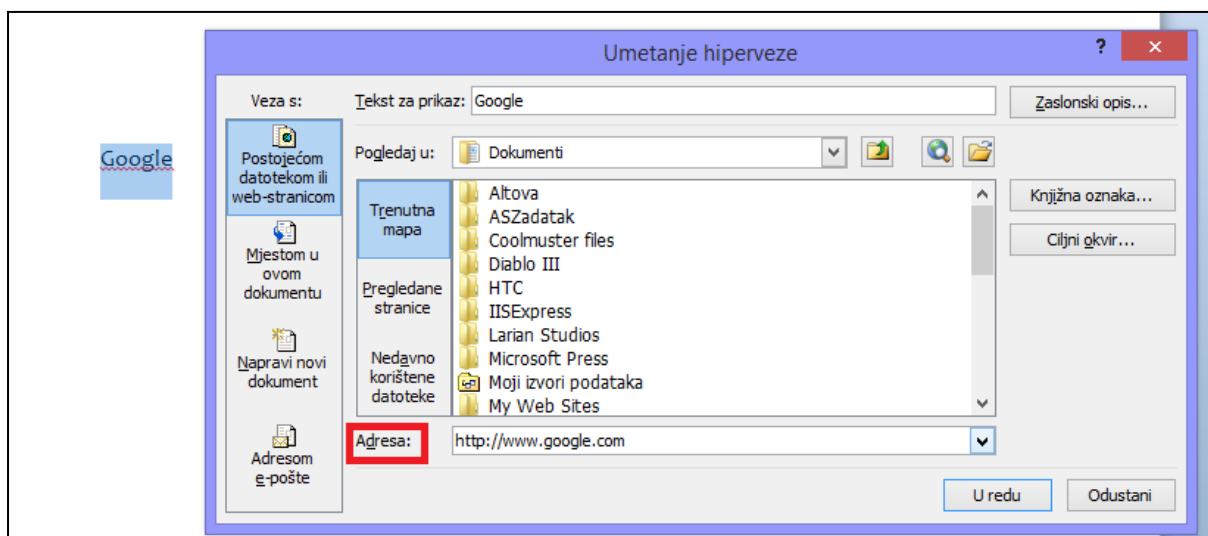 Umetanje hiperveze
?
Google
Veza s:
Postojećom
datotekom ili
web-stranicom
Mjestom u
ovom
dokumentu
Napravi novi
dokument
Adresom
e-pošte
Tekst za prikaz: Google
Zaslonski opis...
Pogledaj u: Dokumenti
Trenutna
mapa
Pregledane
stranice
Nedavno
korištene
datoteke
Altova
ASZadatak
Coolmuster files
Diablo III
HTC
IISExpress
Larian Studios
Microsoft Press
Moji izvori podataka
My Web Sites
Knjižna oznaka...
Ciljni okvir...
Adresa: http://www.google.com
U redu Odustani